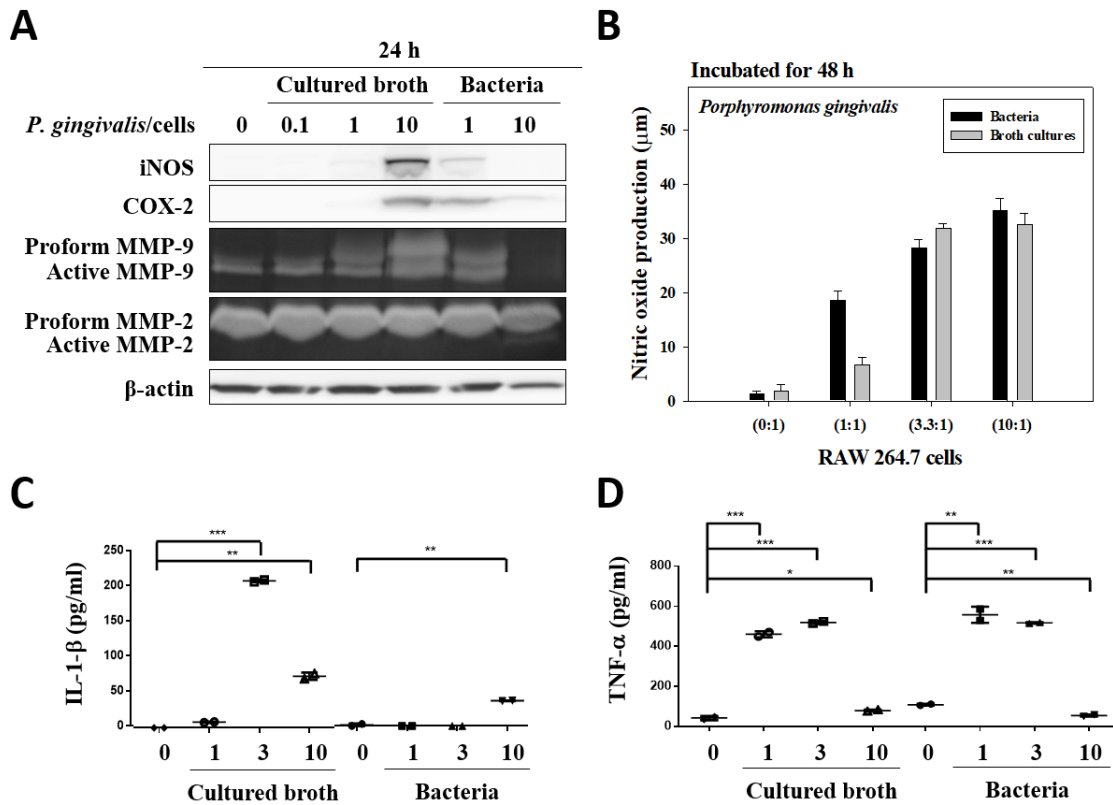 A
24 h
Cultured broth Bacteria
P. gingivalis/cells 0 0.1 1 10 1 10
iNOS
COX-2
Proform MMP-9
Active MMP-9
Proform MMP-2
Active MMP-2
β-actin
B
Incubated for 48 h
Porphyromonas gingivalis
Bacteria
Broth cultures
Nitric oxide production (μm)
50
40
30
20
10
0
(0:1) (1:1) (3.3:1) (10:1)
RAW 264.7 cells
C
***
**
**
IL-1-β (pg/ml)
250
200
150
100
50
0
0 1 3 10 0 1 3 10
Cultured broth Bacteria
D
***
***
*
**
***
**
TNF-α (pg/ml)
800
600
400
200
0
0 1 3 10 0 1 3 10
Cultured broth Bacteria